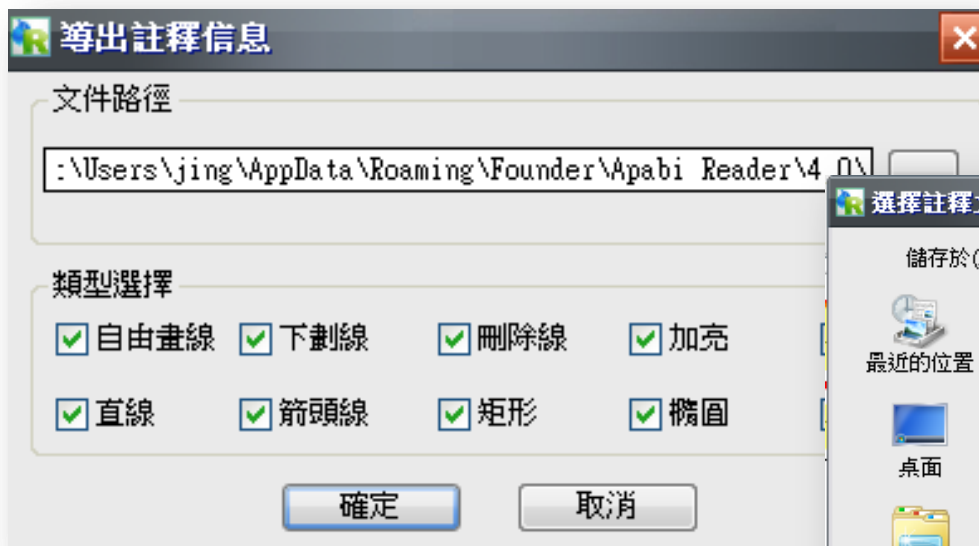 導出註釋信息
文件路徑
:\Users\jing\AppData\Roaming\Founder\Apabi Reader\4.0\
選擇註釋
儲存於(
類型選擇
自由畫線 下劃線 刪除線 加亮
最近的位置
直線 箭頭線 矩形 橢圓
桌面
確定 取消